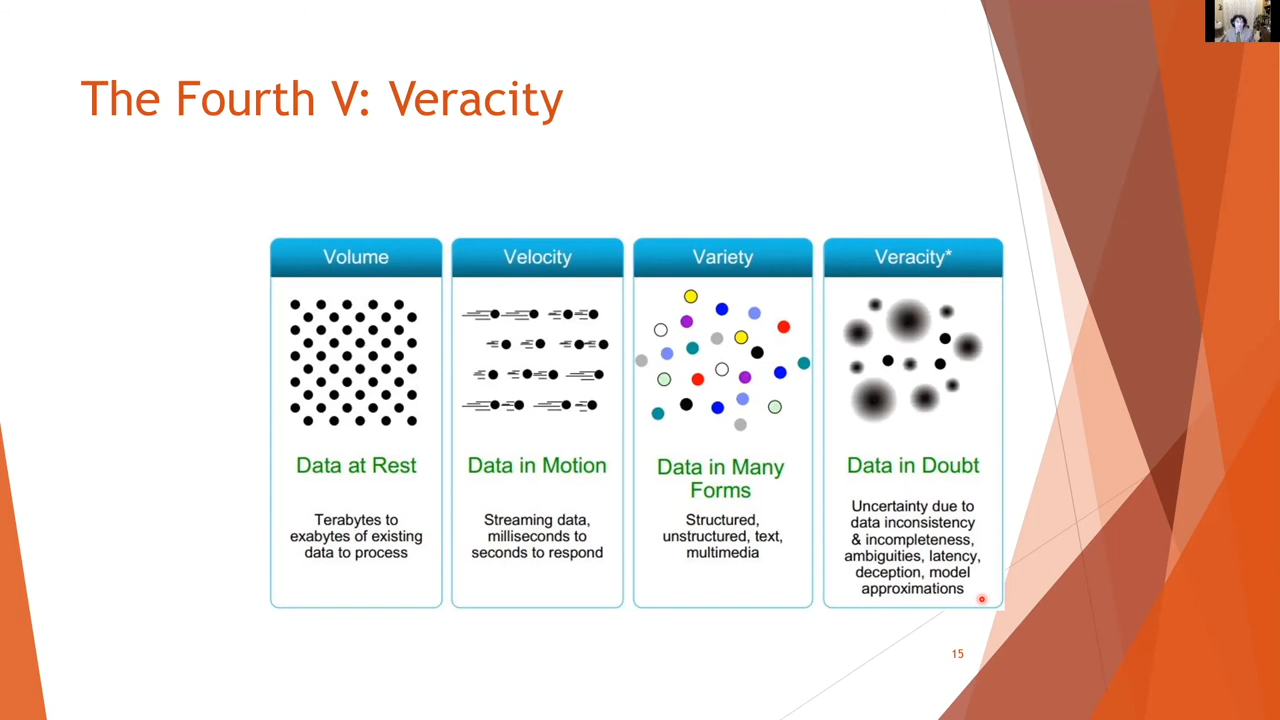 The Fourth V: Veracity
Volume
Data at Rest
Terabytes to
exabytes of existing
data to process
Velocity
Data in Motion
Streaming data,
milliseconds to
seconds to respond
Variety
Data in Many
Forms
Structured,
unstructured, text,
multimedia
Veracity*
Data in Doubt
Uncertainty due to
data inconsistency
& incompleteness,
ambiguities, latency,
deception, model
approximations
15